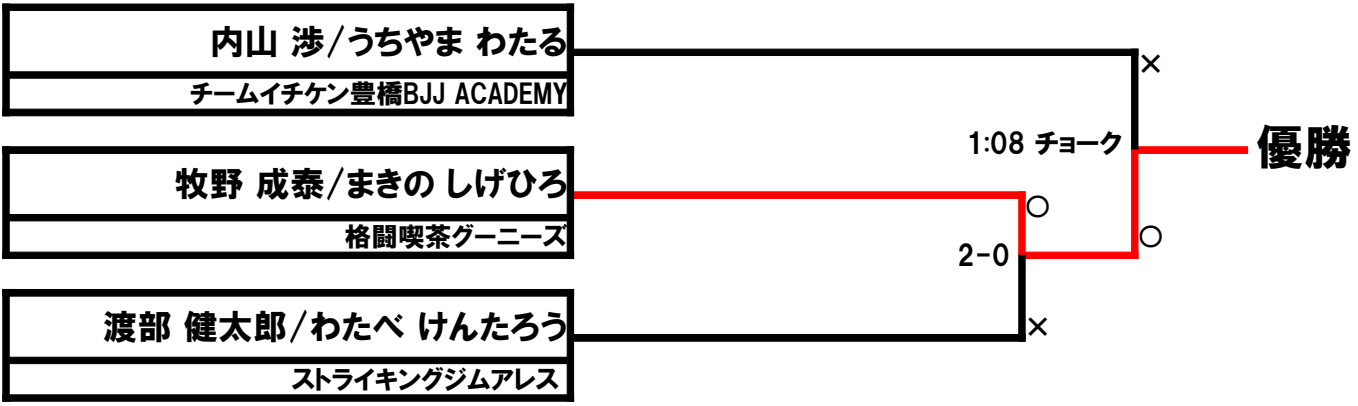 内山 渉/うちやま わたる
チームイチケン豊橋BJJ ACADEMY
×
1:08 チョーク
優勝
牧野 成泰/まきの しげひろ
格闘喫茶グーニーズ
○
○
2-0
渡部 健太郎/わたべ けんたろう
ストライキングジムアレス
×